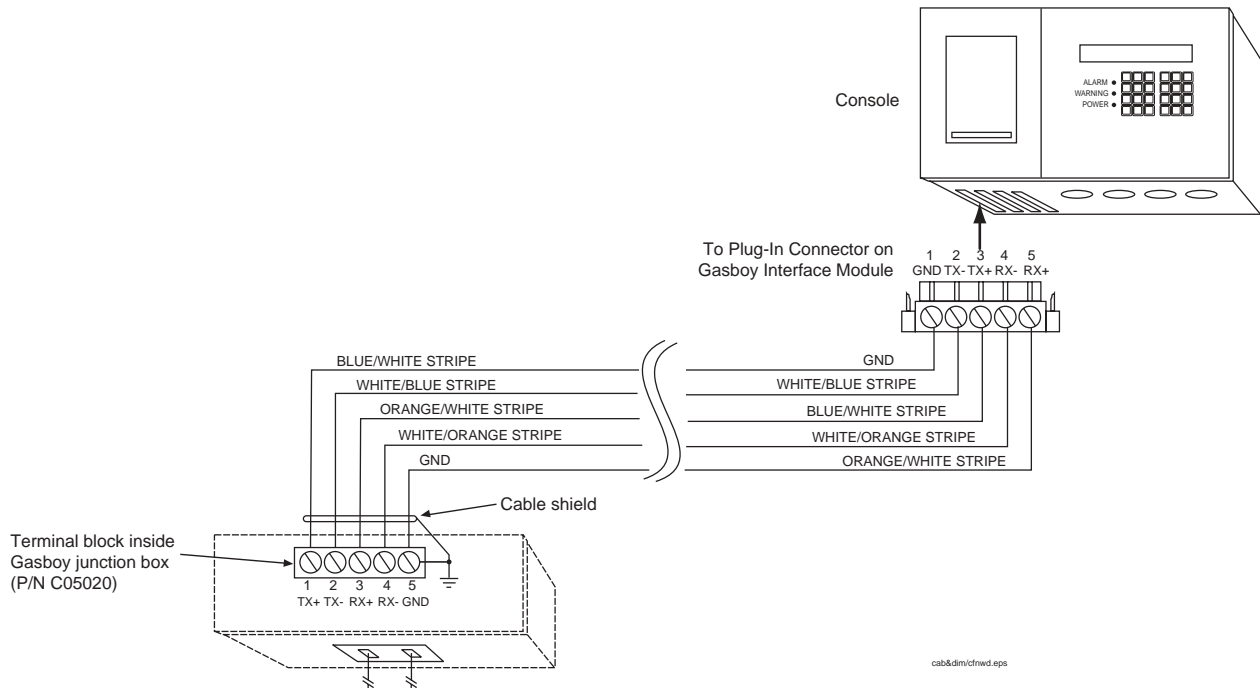 ALARM
WARNING
POWER
Console
To Plug-In Connector on
Gasboy Interface Module
1 2 3 4 5
GND TX- TX+ RX- RX+
BLUE/WHITE STRIPE
GND
WHITE/BLUE STRIPE
WHITE/BLUE STRIPE
ORANGE/WHITE STRIPE
BLUE/WHITE STRIPE
WHITE/ORANGE STRIPE
WHITE/ORANGE STRIPE
GND
ORANGE/WHITE STRIPE
Cable shield
Terminal block inside
Gasboy junction box
(P/N C05020)
1 2 3 4 5
TX+ TX- RX+ RX- GND
cab&dim/cfnwd.eps